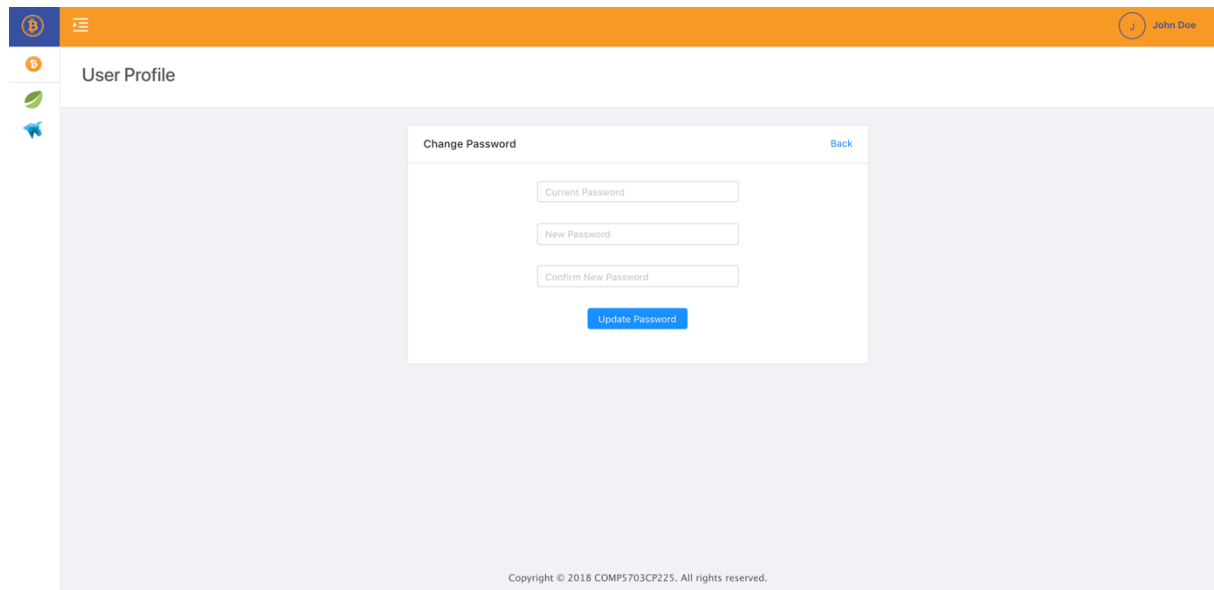 J John Doe
User Profile
Change Password Back
Current Password
New Password
Confirm New Password
Update Password
Copyright © 2018 COMP5703CP225. All rights reserved.